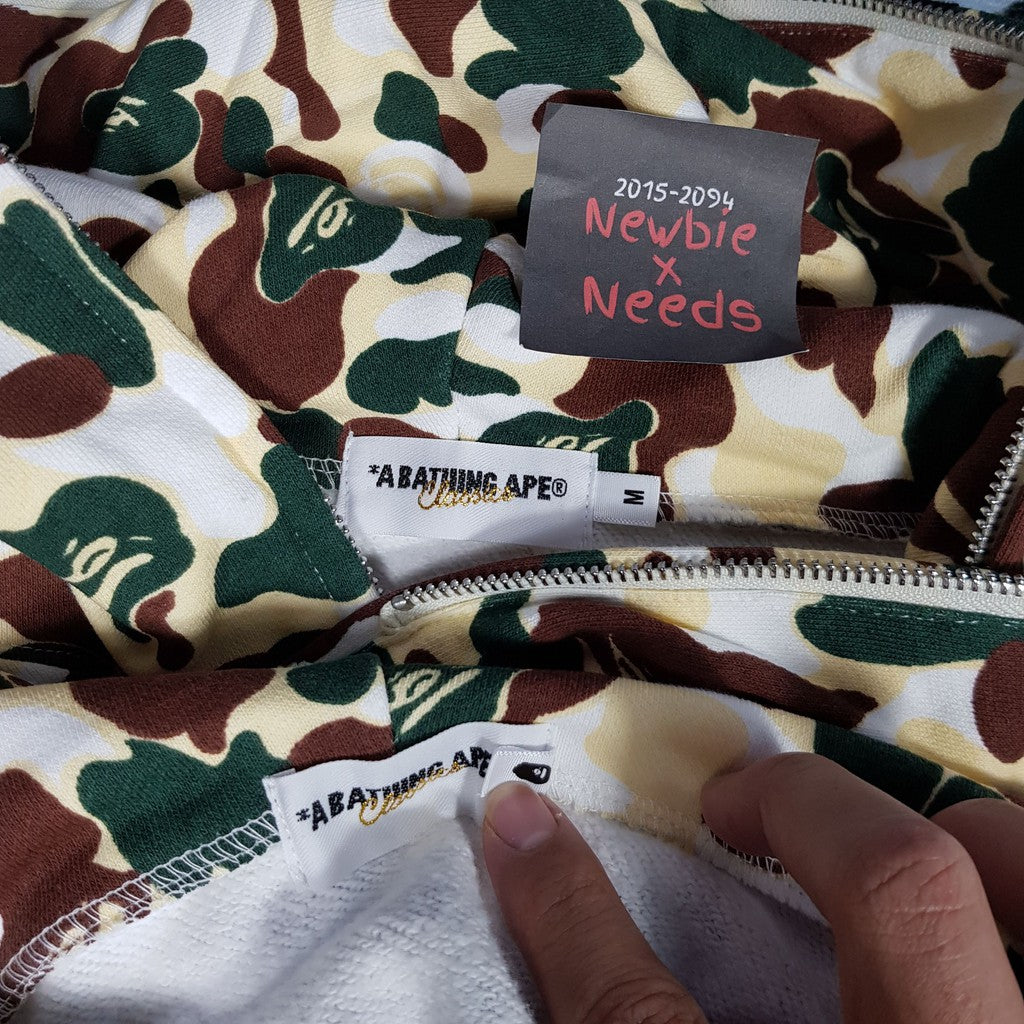 2015-2094
Newbie
x
Needs
*A BATHING APE®
Classics
M
*A BATHING APE
Classics